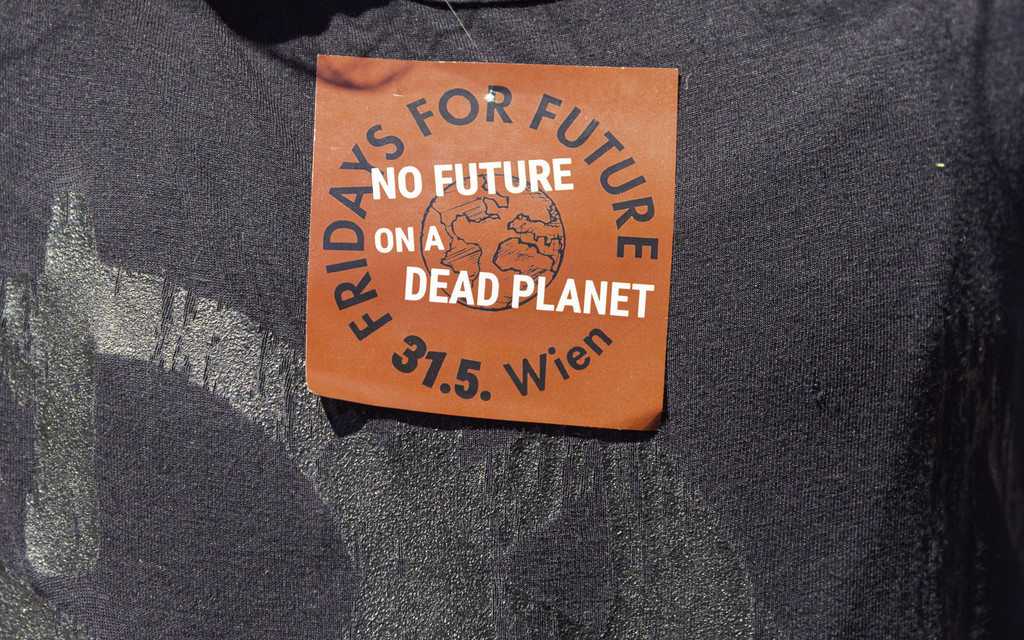 FRIDAYS FOR FUTURE
NO FUTURE
ON A
DEAD PLANET
31.5. Wien